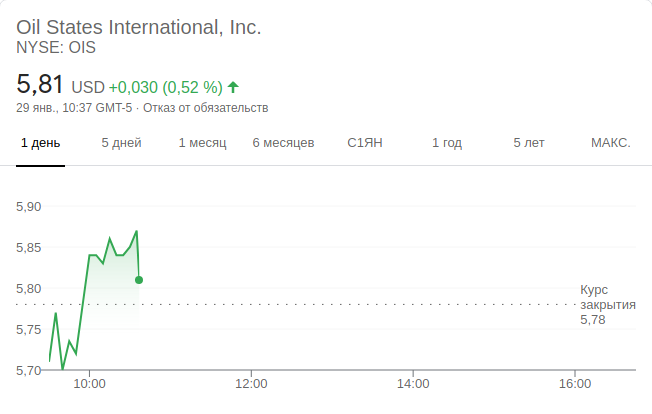 Oil States International, Inc.
NYSE: OIS
5,81 USD +0,030 (0,52 %)
29 янв., 10:37 GMT-5 · Отказ от обязательств
1 день 5 дней 1 месяц 6 месяцев С1ЯН 1 год 5 лет МАКС.
5,90
5,85
5,80
Курс
закрытия
5,78
5,75
5,70
10:00 12:00 14:00 16:00